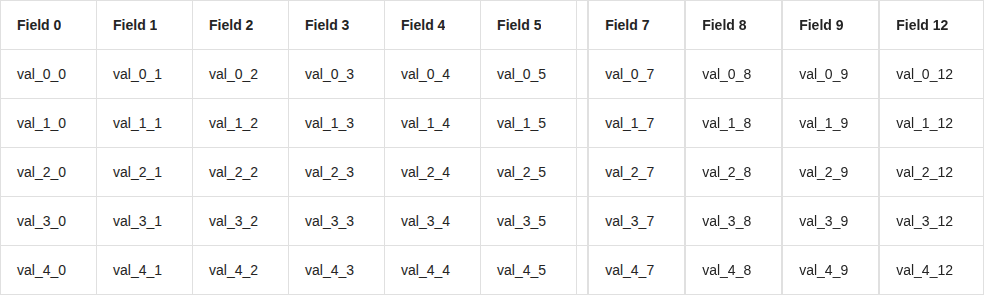 Field 0 Field 1 Field 2 Field 3 Field 4 Field 5 Field 7 Field 8 Field 9 Field 12
val_0_0 val_0_1 val_0_2 val_0_3 val_0_4 val_0_5 val_0_7 val_0_8 val_0_9 val_0_12
val_1_0 val_1_1 val_1_2 val_1_3 val_1_4 val_1_5 val_1_7 val_1_8 val_1_9 val_1_12
val_2_0 val_2_1 val_2_2 val_2_3 val_2_4 val_2_5 val_2_7 val_2_8 val_2_9 val_2_12
val_3_0 val_3_1 val_3_2 val_3_3 val_3_4 val_3_5 val_3_7 val_3_8 val_3_9 val_3_12
val_4_0 val_4_1 val_4_2 val_4_3 val_4_4 val_4_5 val_4_7 val_4_8 val_4_9 val_4_12